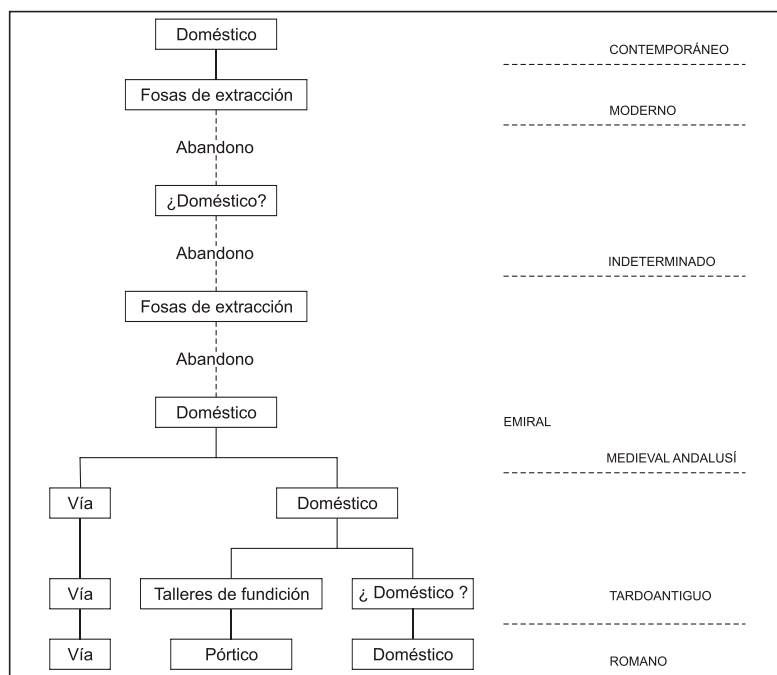 Doméstico
CONTEMPORÁNEO
Fosas de extracción
MODERNO
Abandono
¿Doméstico?
Abandono
INDETERMINADO
Fosas de extracción
Abandono
Doméstico
EMIRAL
MEDIEVAL ANDALUSÍ
Vía
Doméstico
Vía
Talleres de fundición
¿ Doméstico ?
TARDOANTIGUO
Vía
Pórtico
Doméstico
ROMANO